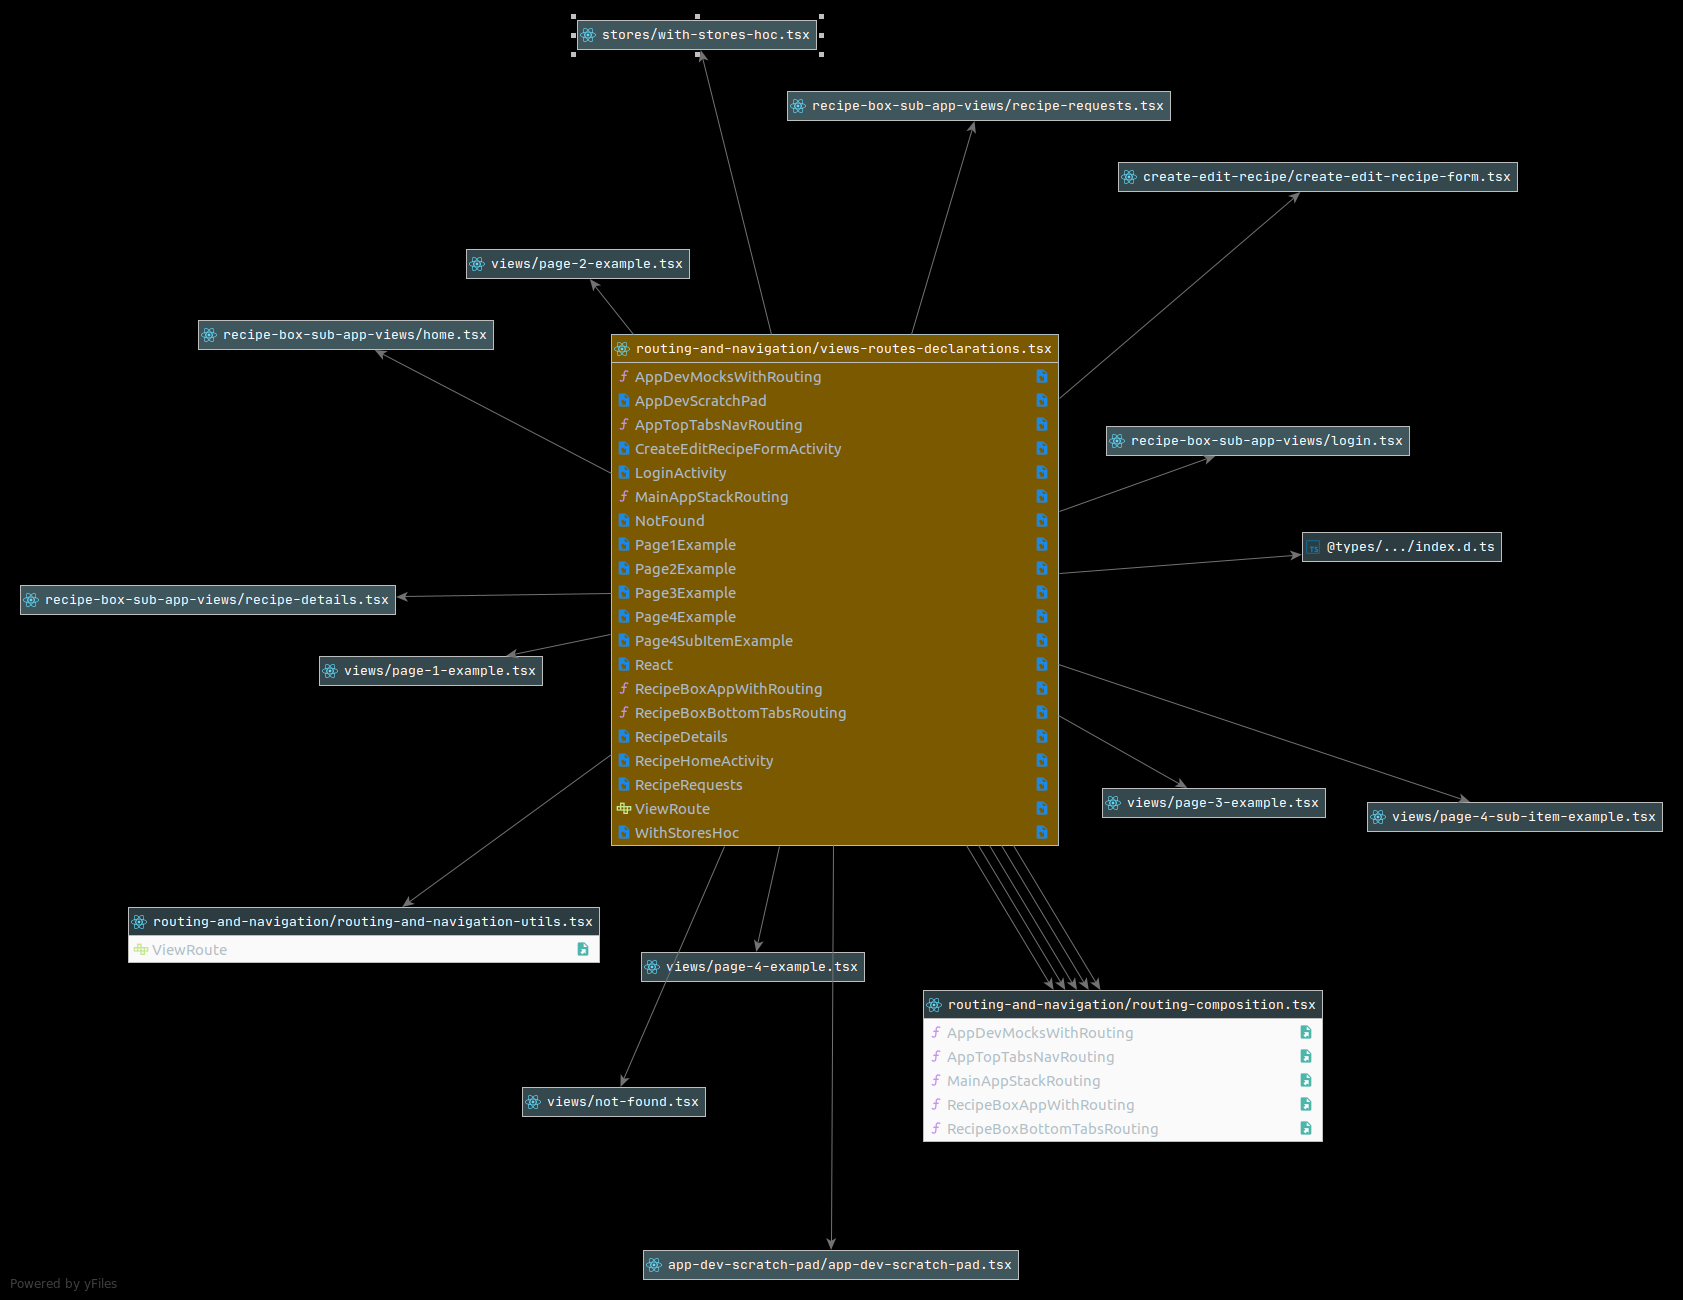 stores/with-stores-hoc.tsx
recipe-box-sub-app-views/recipe-requests.tsx
create-edit-recipe/create-edit-recipe-form.tsx
views/page-2-example.tsx
recipe-box-sub-app-views/home.tsx
routing-and-navigation/views-routes-declarations.tsx
AppDevMocksWithRouting
AppDevScratchPad
AppTopTabsNavRouting
CreateEditRecipeFormActivity
LoginActivity
MainAppStackRouting
NotFound
Page1Example
Page2Example
Page3Example
Page4Example
Page4SubItemExample
React
RecipeBoxAppWithRouting
RecipeBoxBottomTabsRouting
RecipeDetails
RecipeHomeActivity
RecipeRequests
ViewRoute
WithStoresHoc
recipe-box-sub-app-views/login.tsx
TS @types/.../index.d.ts
recipe-box-sub-app-views/recipe-details.tsx
views/page-1-example.tsx
views/page-3-example.tsx
views/page-4-sub-item-example.tsx
routing-and-navigation/routing-and-navigation-utils.tsx
ViewRoute
views/page-4-example.tsx
routing-and-navigation/routing-composition.tsx
AppDevMocksWithRouting
AppTopTabsNavRouting
MainAppStackRouting
RecipeBoxAppWithRouting
RecipeBoxBottomTabsRouting
views/not-found.tsx
app-dev-scratch-pad/app-dev-scratch-pad.tsx
Powered by yFiles